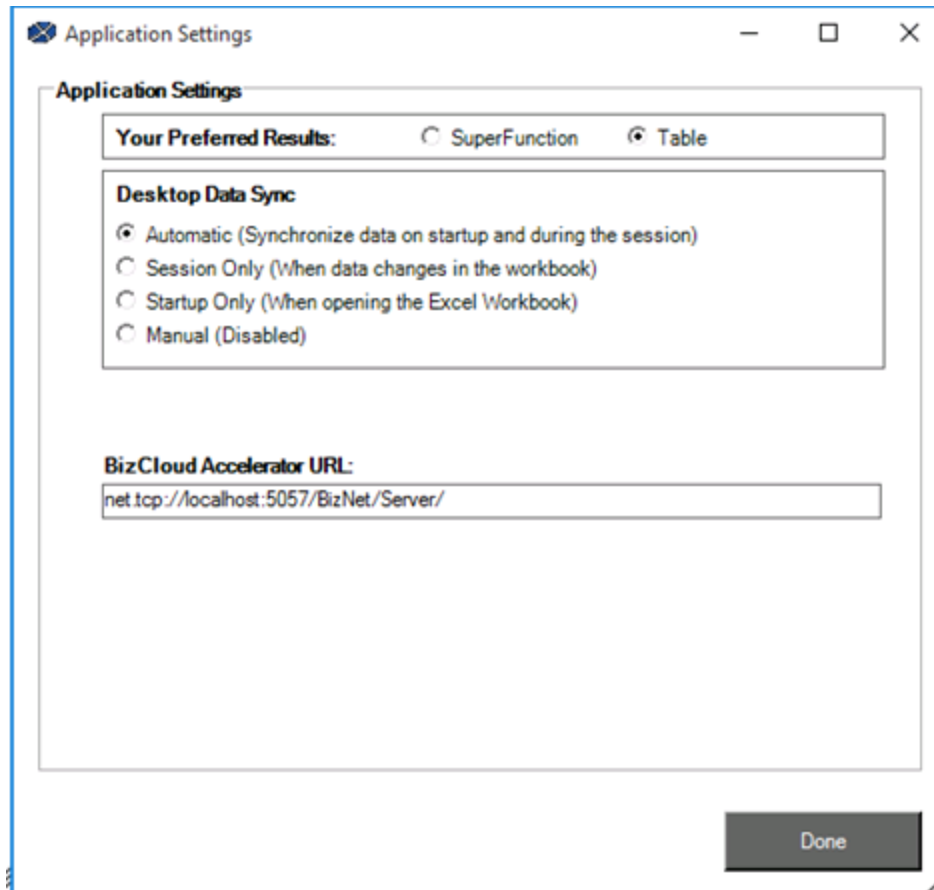 Application Settings
Application Settings
Your Preferred Results: SuperFunction Table
Desktop Data Sync
Automatic (Synchronize data on startup and during the session)
Session Only (When data changes in the workbook)
Startup Only (When opening the Excel Workbook)
Manual (Disabled)
BizCloud Accelerator URL:
net.tcp://localhost:5057/BizNet/Server/
Done